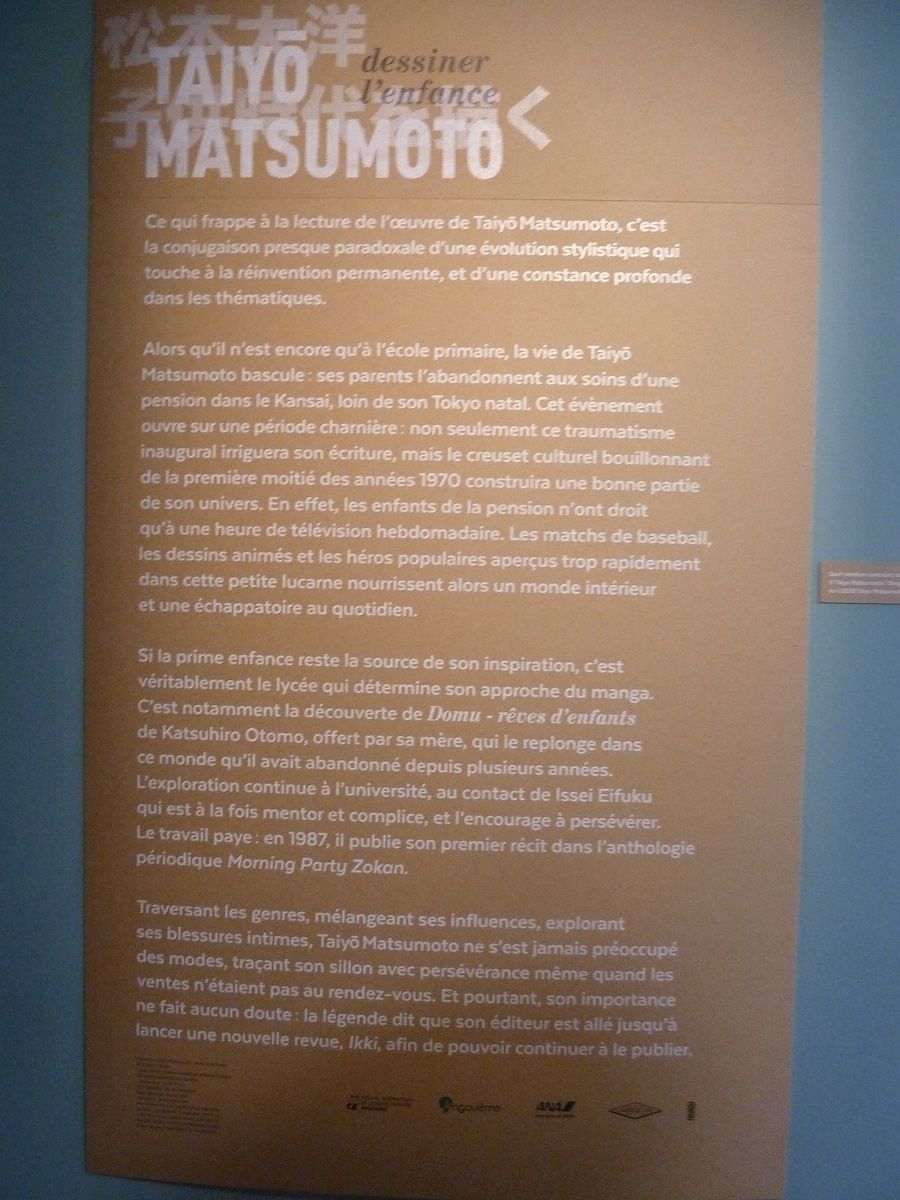 松本大洋
TAIYŌ
dessiner
l'enfance
子供時代を描く
MATSUMOTO
Ce qui frappe à la lecture de l'œuvre de Taiyō Matsumoto, c'est
la conjugaison presque paradoxale d'une évolution stylistique qui
touche à la réinvention permanente, et d'une constance profonde
dans les thématiques.
Alors qu'il n'est encore qu'à l'école primaire, la vie de Taiyō
Matsumoto bascule : ses parents l'abandonnent aux soins d'une
pension dans le Kansai, loin de son Tokyo natal. Cet évènement
ouvre sur une période charnière : non seulement ce traumatisme
inaugural irriguera son écriture, mais le creuset culturel bouillonnant
de la première moitié des années 1970 construira une bonne partie
de son univers. En effet, les enfants de la pension n'ont droit
qu'à une heure de télévision hebdomadaire. Les matchs de baseball,
les dessins animés et les héros populaires aperçus trop rapidement
dans cette petite lucarne nourrissent alors un monde intérieur
et une échappatoire au quotidien.
Si la prime enfance reste la source de son inspiration, c'est
véritablement le lycée qui détermine son approche du manga.
C'est notamment la découverte de Domu - rêves d'enfants
de Katsuhiro Otomo, offert par sa mère, qui le replonge dans
ce monde qu'il avait abandonné depuis plusieurs années.
L'exploration continue à l'université, au contact de Issei Eifuku
qui est à la fois mentor et complice, et l'encourage à persévérer.
Le travail paye : en 1987, il publie son premier récit dans l'anthologie
périodique Morning Party Zokan.
Traversant les genres, mélangeant ses influences, explorant
ses blessures intimes, Taiyō Matsumoto ne s'est jamais préoccupé
des modes, traçant son sillon avec persévérance même quand les
ventes n'étaient pas au rendez-vous. Et pourtant, son importance
ne fait aucun doute : la légende dit que son éditeur est allé jusqu'à
lancer une nouvelle revue, Ikki, afin de pouvoir continuer à le publier.
Angoulême
ANA